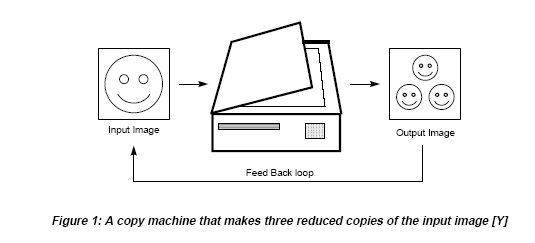 Input Image
Output Image
Feed Back loop
Figure 1: A copy machine that makes three reduced copies of the input image [Y]